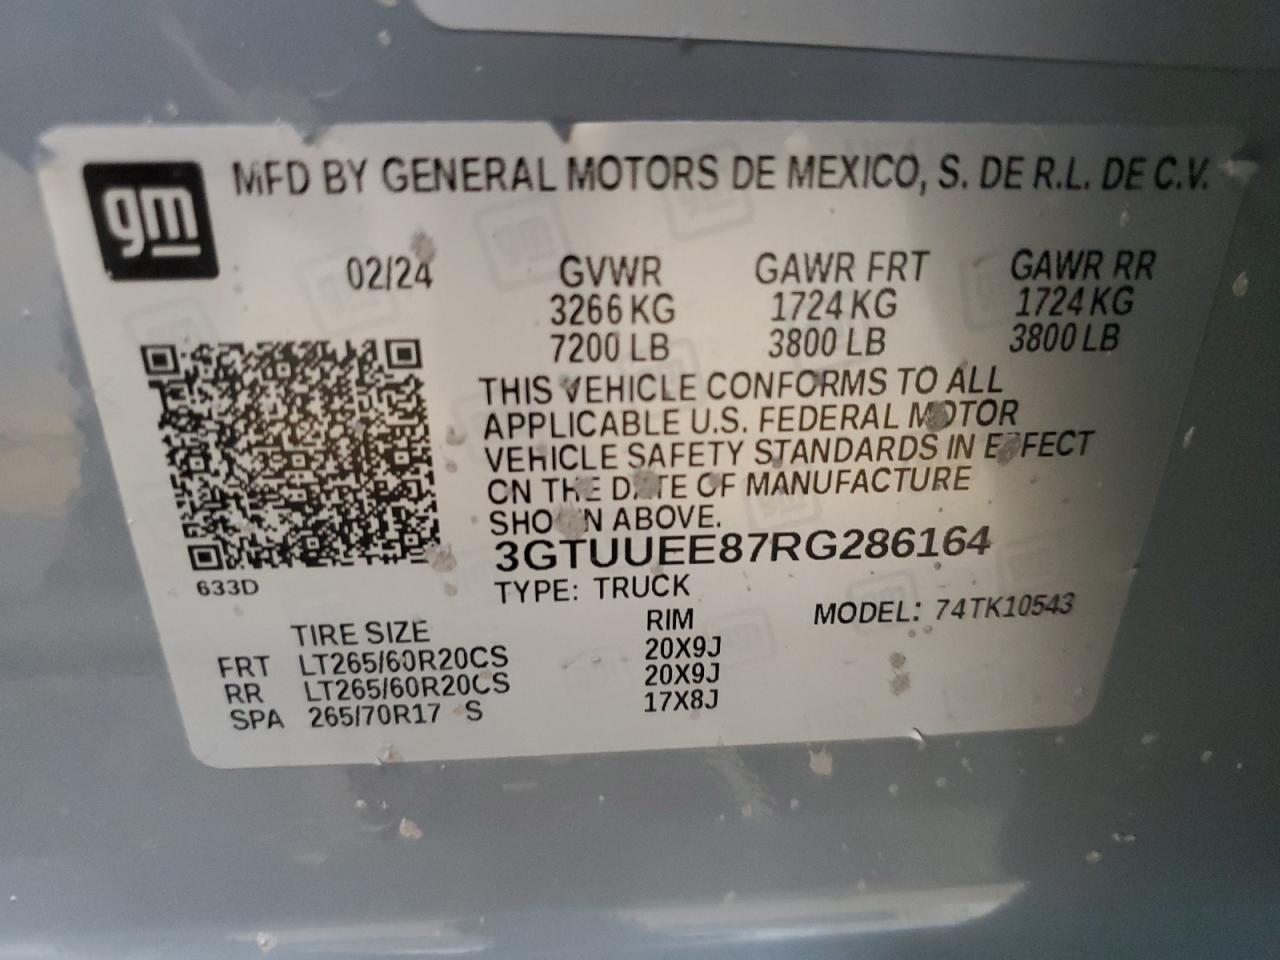 gm
MFD BY GENERAL MOTORS DE MEXICO, S. DE R.L. DE C.V.
02/24 GVWR GAWR FRT GAWR RR
3266 KG 1724 KG 1724 KG
7200 LB 3800 LB 3800 LB
THIS VEHICLE CONFORMS TO ALL
APPLICABLE U.S. FEDERAL MOTOR
VEHICLE SAFETY STANDARDS IN EFFECT
ON THE DATE OF MANUFACTURE
SHOWN ABOVE.
3GTUUEE87RG286164
633D
TYPE: TRUCK
MODEL: 74TK10543
TIRE SIZE RIM
FRT LT265/60R20CS 20X9J
RR LT265/60R20CS 20X9J
SPA 265/70R17 S 17X8J